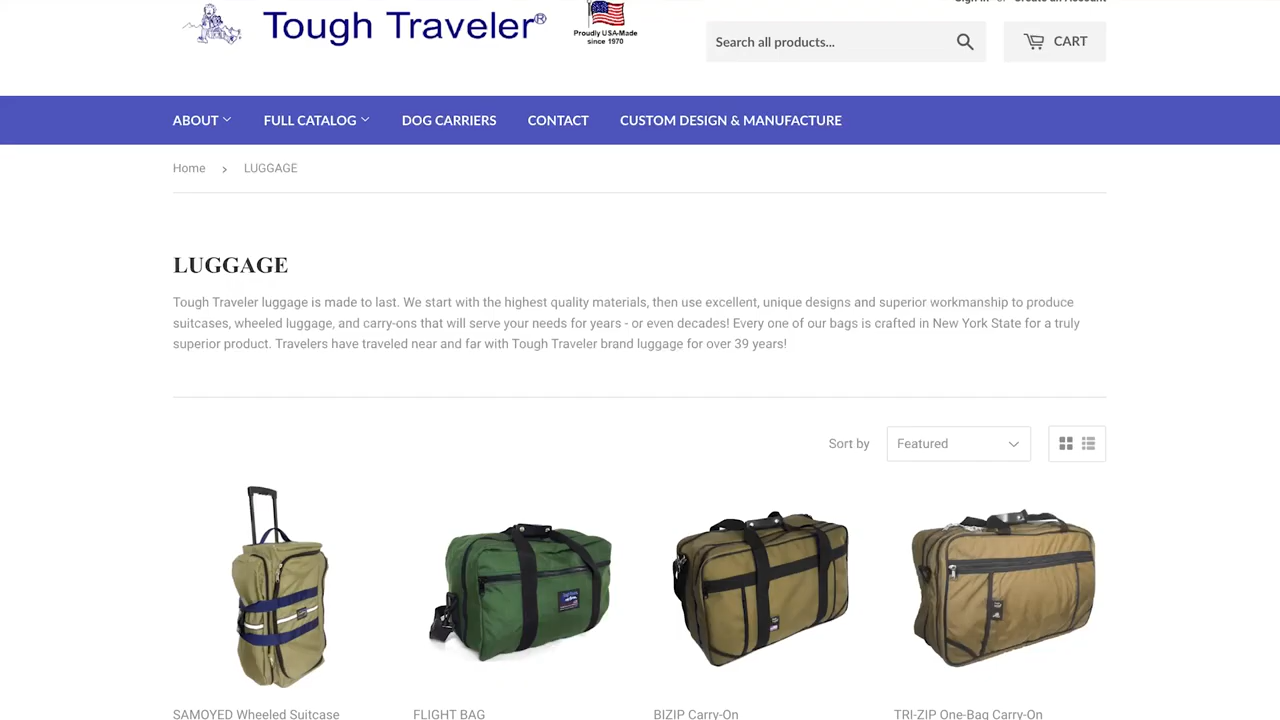 Sign in or Create an Account
Tough Traveler®
Proudly USA-Made
since 1970
Search all products...
CART
ABOUT
FULL CATALOG
DOG CARRIERS
CONTACT
CUSTOM DESIGN & MANUFACTURE
Home › LUGGAGE
LUGGAGE
Tough Traveler luggage is made to last. We start with the highest quality materials, then use excellent, unique designs and superior workmanship to produce
suitcases, wheeled luggage, and carry-ons that will serve your needs for years - or even decades! Every one of our bags is crafted in New York State for a truly
superior product. Travelers have traveled near and far with Tough Traveler brand luggage for over 39 years!
Sort by
Featured
SAMOYED Wheeled Suitcase
FLIGHT BAG
BIZIP Carry-On
TRI-ZIP One-Bag Carry-On